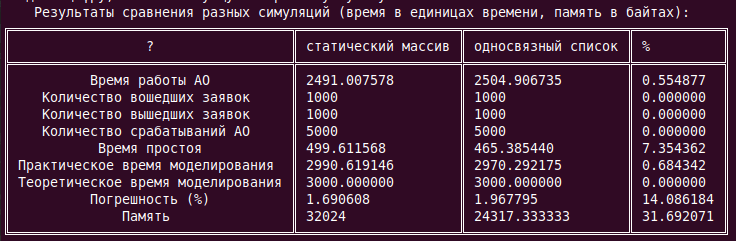 Результаты сравнения разных симуляций (время в единицах времени, память в байтах):
? статический массив односвязный список %
Время работы АО 2491.007578 2504.906735 0.554877
Количество вошедших заявок 1000 1000 0.000000
Количество вышедших заявок 1000 1000 0.000000
Количество срабатываний АО 5000 5000 0.000000
Время простоя 499.611568 465.385440 7.354362
Практическое время моделирования 2990.619146 2970.292175 0.684342
Теоретическое время моделирования 3000.000000 3000.000000 0.000000
Погрешность (%) 1.690608 1.967795 14.086184
Память 32024 24317.333333 31.692071